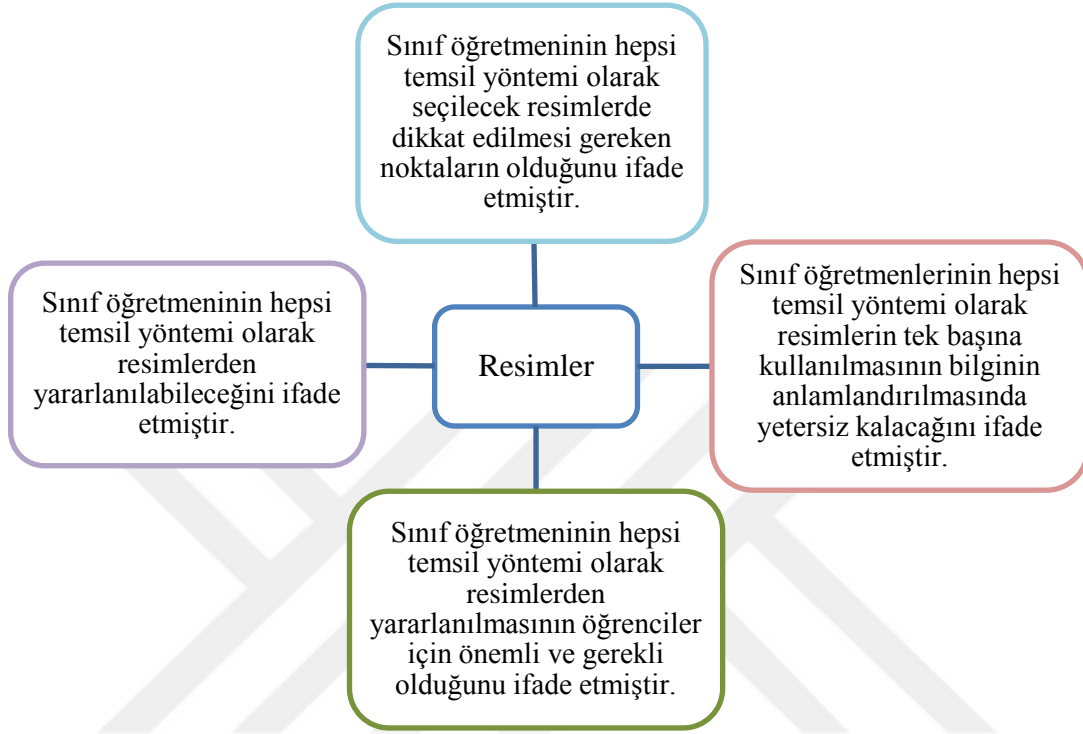 Sınıf öğretmeninin hepsi
temsil yöntemi olarak
seçilecek resimlerde
dikkat edilmesi gereken
noktaların olduğunu ifade
etmiştir.
Sınıf öğretmeninin hepsi
temsil yöntemi olarak
resimlerden
yararlanılabileceğini ifade
etmiştir.
Resimler
Sınıf öğretmenlerinin hepsi
temsil yöntemi olarak
resimlerin tek başına
kullanılmasının bilginin
anlamlandırılmasında
yetersiz kalacağını ifade
etmiştir.
Sınıf öğretmeninin hepsi
temsil yöntemi olarak
resimlerden
yararlanılmasının öğrenciler
için önemli ve gerekli
olduğunu ifade etmiştir.